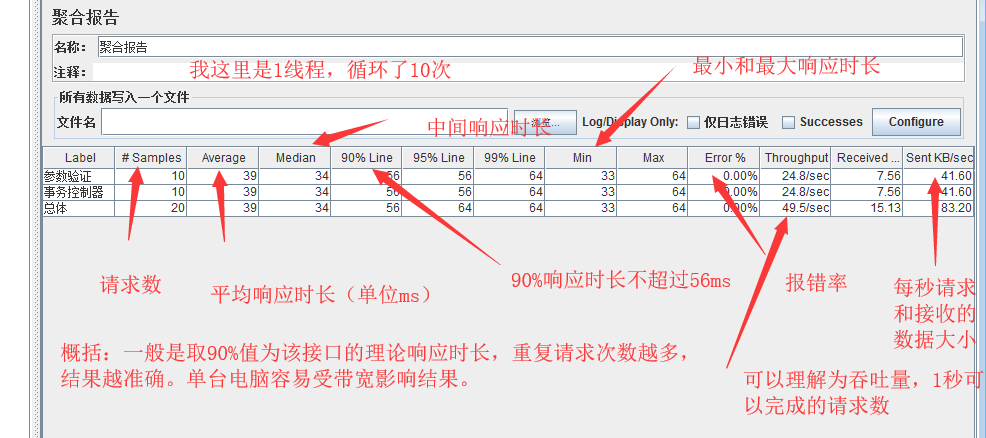 聚合报告
名称： 聚合报告
注释： 我这里是1线程，循环了10次
最小和最大响应时长
所有数据写入一个文件
文件名 浏览... Log/Display Only: 仅日志错误 Successes Configure
中间响应时长
Label # Samples Average Median 90% Line 95% Line 99% Line Min Max Error % Throughput Received ... Sent KB/sec
参数验证 10 39 34 56 56 64 33 64 0.00% 24.8/sec 7.56 41.60
事务控制器 10 39 34 56 56 64 33 64 0.00% 24.8/sec 7.56 41.60
总体 20 39 34 56 64 64 33 64 0.00% 49.5/sec 15.13 83.20
请求数
平均响应时长（单位ms）
90%响应时长不超过56ms
报错率
每秒请求
和接收的
数据大小
概括：一般是取90%值为该接口的理论响应时长，重复请求次数越多，
结果越准确。单台电脑容易受带宽影响结果。
可以理解为吞吐量，1秒可
以完成的请求数